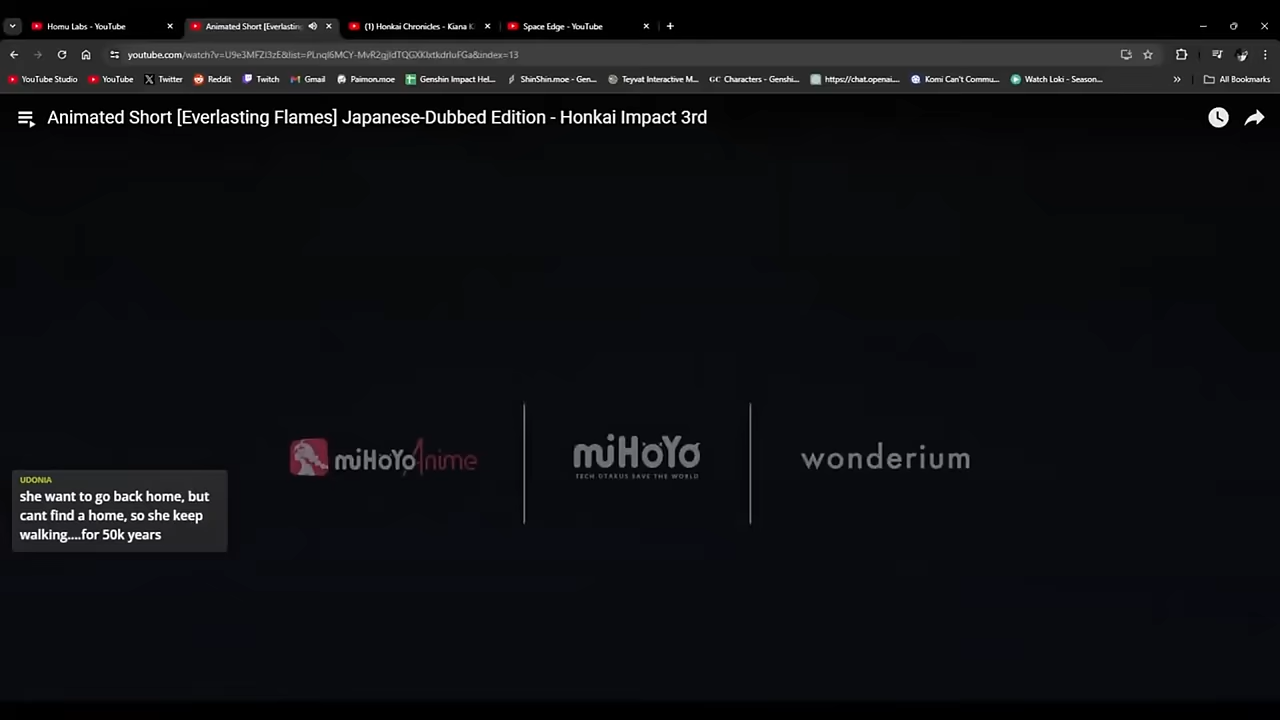 Homu Labs - YouTube
Animated Short [Everlasting
(1) Honkai Chronicles - Kiana K
Space Edge - YouTube
youtube.com/watch?v=U9e3MFZI3zE&list=PLnqI6MCY-MvR2gjldTQGXKlxtkdrIuFGa&index=13
YouTube Studio
YouTube
Twitter
Reddit
Twitch
Gmail
Paimon.moe
Genshin Impact Hel...
ShinShin.moe - Gen...
Teyvat Interactive M...
GC Characters - Genshi...
https://chat.openai....
Komi Can't Commu...
Watch Loki - Season...
All Bookmarks
Animated Short [Everlasting Flames] Japanese-Dubbed Edition - Honkai Impact 3rd
miHoYo Anime
miHoYo
TECH OTAKUS SAVE THE WORLD
wonderium
UDONIA
she want to go back home, but
cant find a home, so she keep
walking....for 50k years